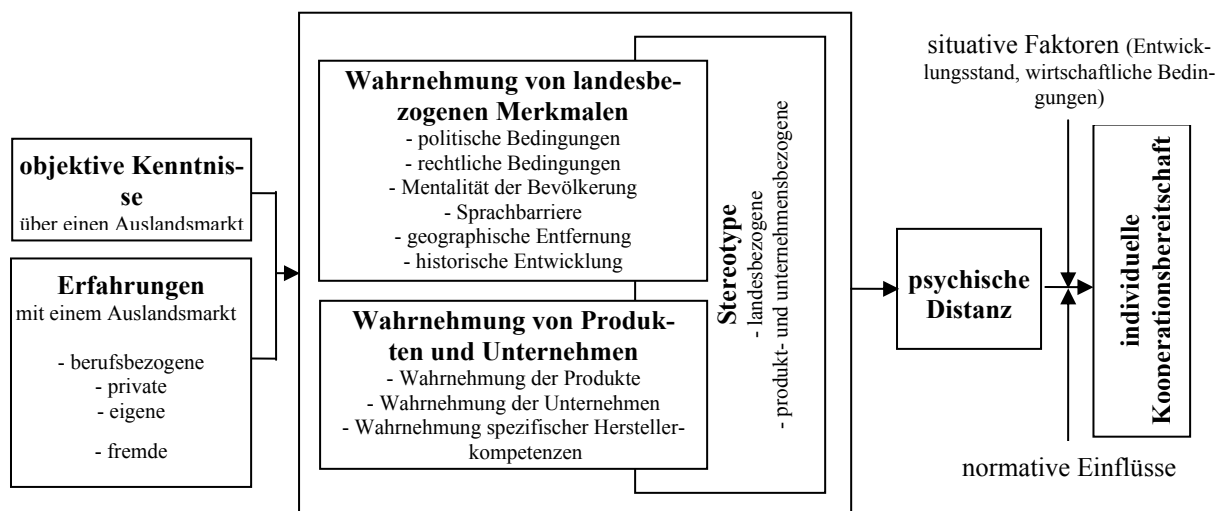 objektive Kenntnis-
se
über einen Auslandsmarkt
Erfahrungen
mit einem Auslandsmarkt
- berufsbezogene
- private
- eigene
- fremde
Wahrnehmung von landesbe-
zogenen Merkmalen
- politische Bedingungen
- rechtliche Bedingungen
- Mentalität der Bevölkerung
- Sprachbarriere
- geographische Entfernung
- historische Entwicklung
Wahrnehmung von Produk-
ten und Unternehmen
- Wahrnehmung der Produkte
- Wahrnehmung der Unternehmen
- Wahrnehmung spezifischer Hersteller-
kompetenzen
Stereotype
- landesbezogene
- produkt- und unternehmensbezogene
psychische
Distanz
situative Faktoren (Entwick-
lungsstand, wirtschaftliche Bedin-
gungen)
normative Einflüsse
individuelle
Kooperationsbereitschaft